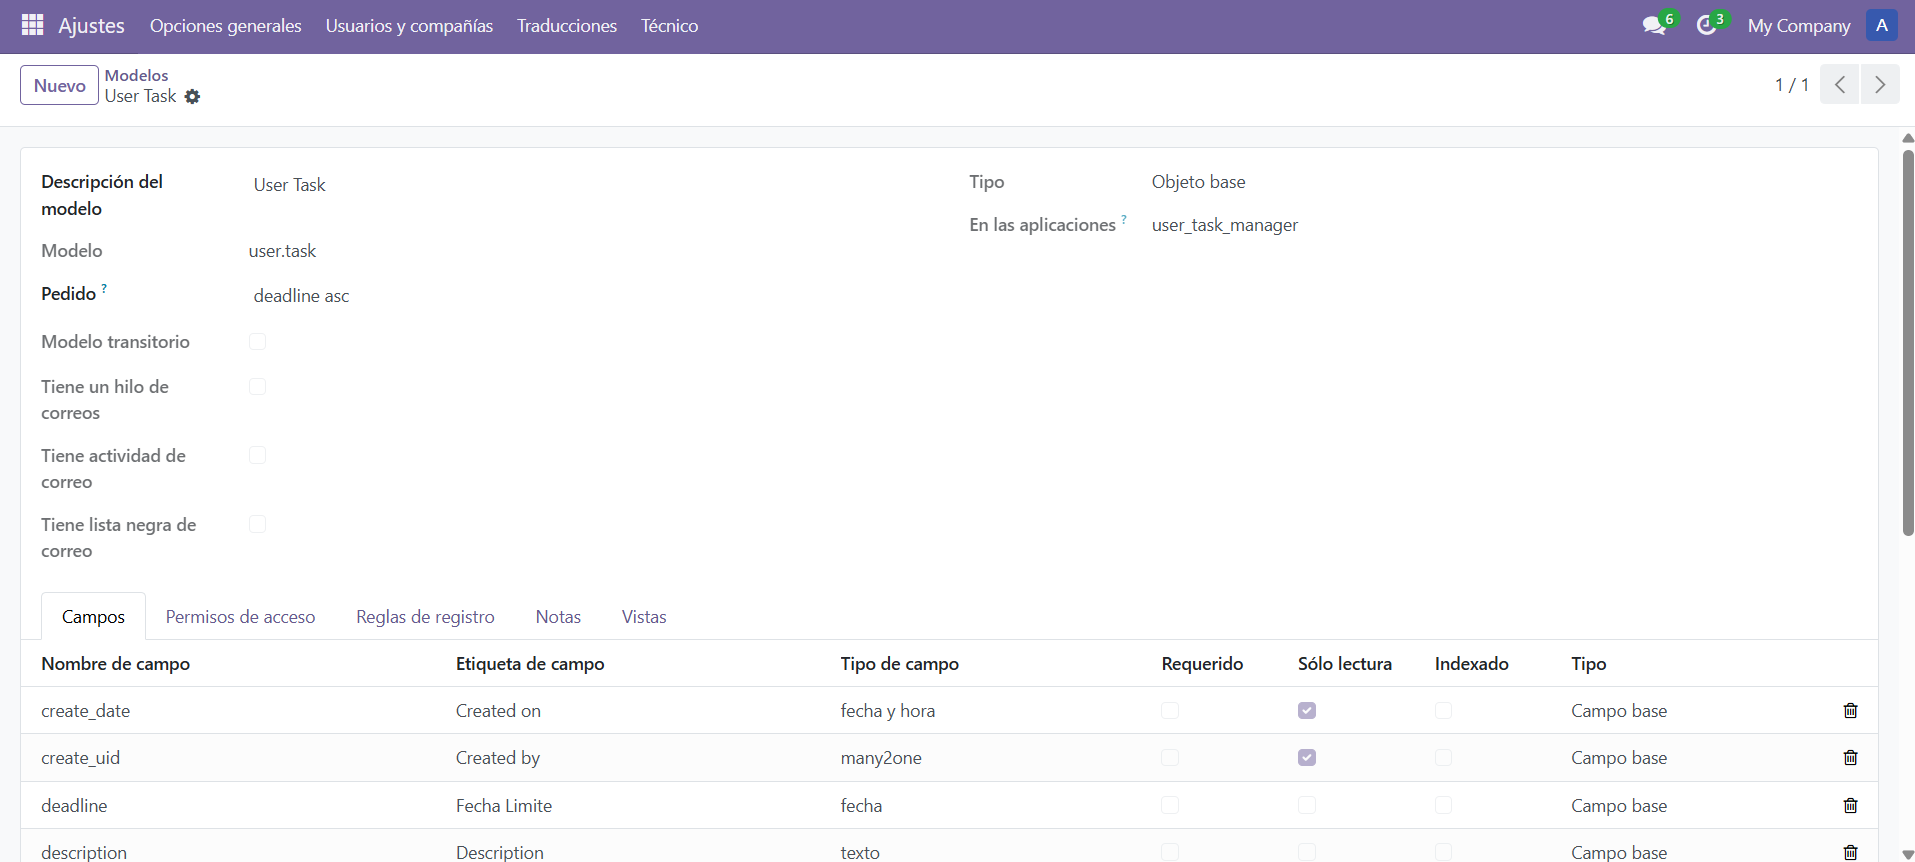 Ajustes Opciones generales Usuarios y compañías Traducciones Técnico 6 3 My Company A
Nuevo Modelos
User Task
1 / 1
Descripción del modelo User Task
Modelo user.task
Pedido ? deadline asc
Modelo transitorio
Tiene un hilo de correos
Tiene actividad de correo
Tiene lista negra de correo
Tipo Objeto base
En las aplicaciones ? user_task_manager
Campos Permisos de acceso Reglas de registro Notas Vistas
Nombre de campo Etiqueta de campo Tipo de campo Requerido Sólo lectura Indexado Tipo
create_date Created on fecha y hora Campo base
create_uid Created by many2one Campo base
deadline Fecha Limite fecha Campo base
description Description texto Campo base